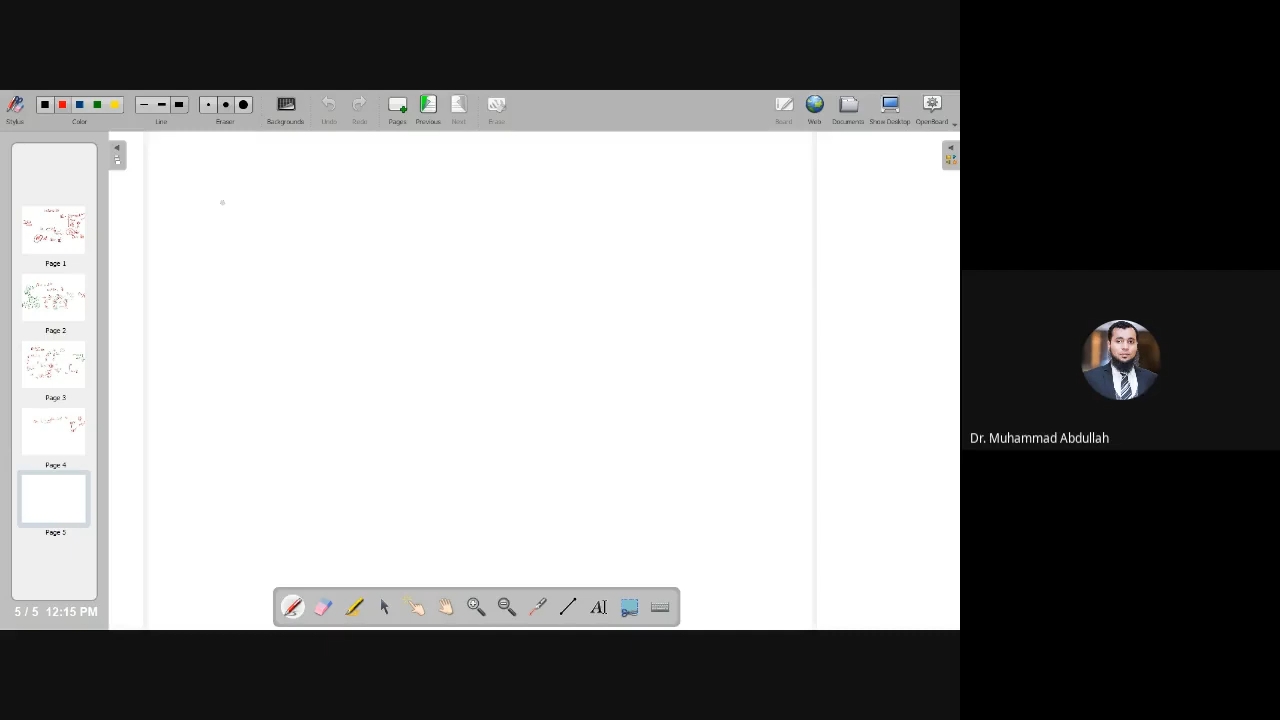 Stylus
Color
Line
Eraser
Backgrounds
Undo
Redo
Pages
Previous
Next
Erase
Board
Web
Documents
Show Desktop
OpenBoard
Page 1
Page 2
Page 3
Page 4
Page 5
5 / 5 12:15 PM
AI
Dr. Muhammad Abdullah